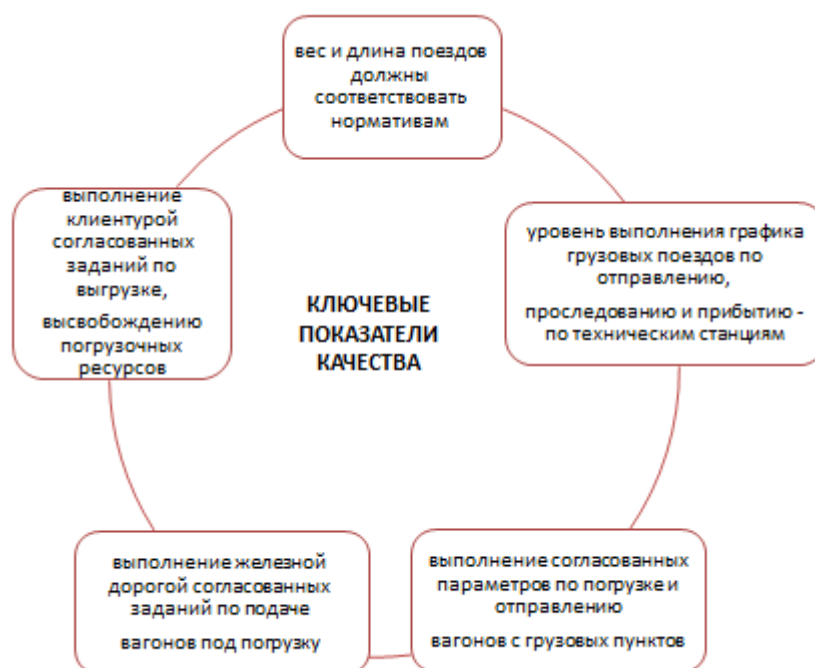 вес и длина поездов
должны
соответствовать
нормативам
уровень выполнения графика
грузовых поездов по
отправлению,
проследованию и прибытию -
по техническим станциям
выполнение согласованных
параметров по погрузке и
отправлению
вагонов с грузовых пунктов
выполнение железной
дорогой согласованных
заданий по подаче
вагонов под погрузку
выполнение
клиентурой
согласованных
заданий по
выгрузке,
высвобождению
погрузочных
ресурсов
КЛЮЧЕВЫЕ
ПОКАЗАТЕЛИ
КАЧЕСТВА